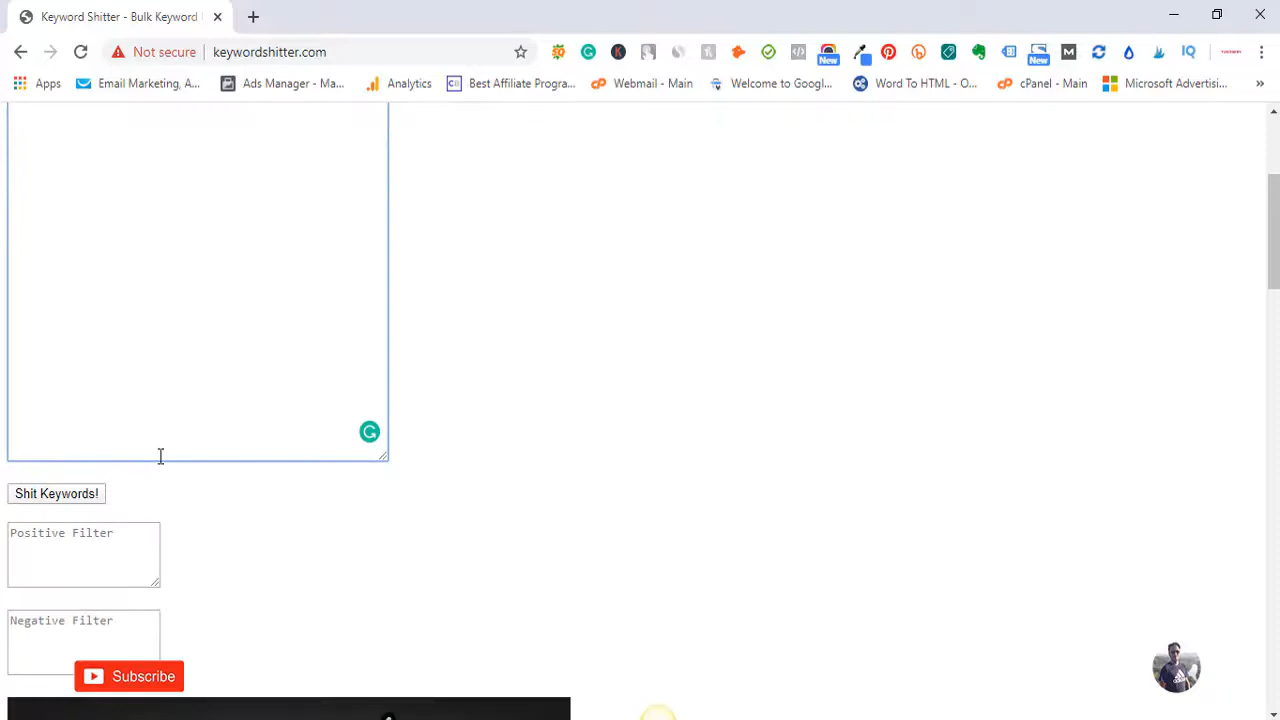 Keyword Shitter - Bulk Keyword
Not secure
keywordshitter.com
New
New
M
IQ
Apps
Email Marketing, A...
Ads Manager - Ma...
Analytics
Best Affiliate Progra...
Webmail - Main
Welcome to Googl...
Word To HTML - O...
cPanel - Main
Microsoft Advertisi...
Shit Keywords!
Positive Filter
Negative Filter
Subscribe